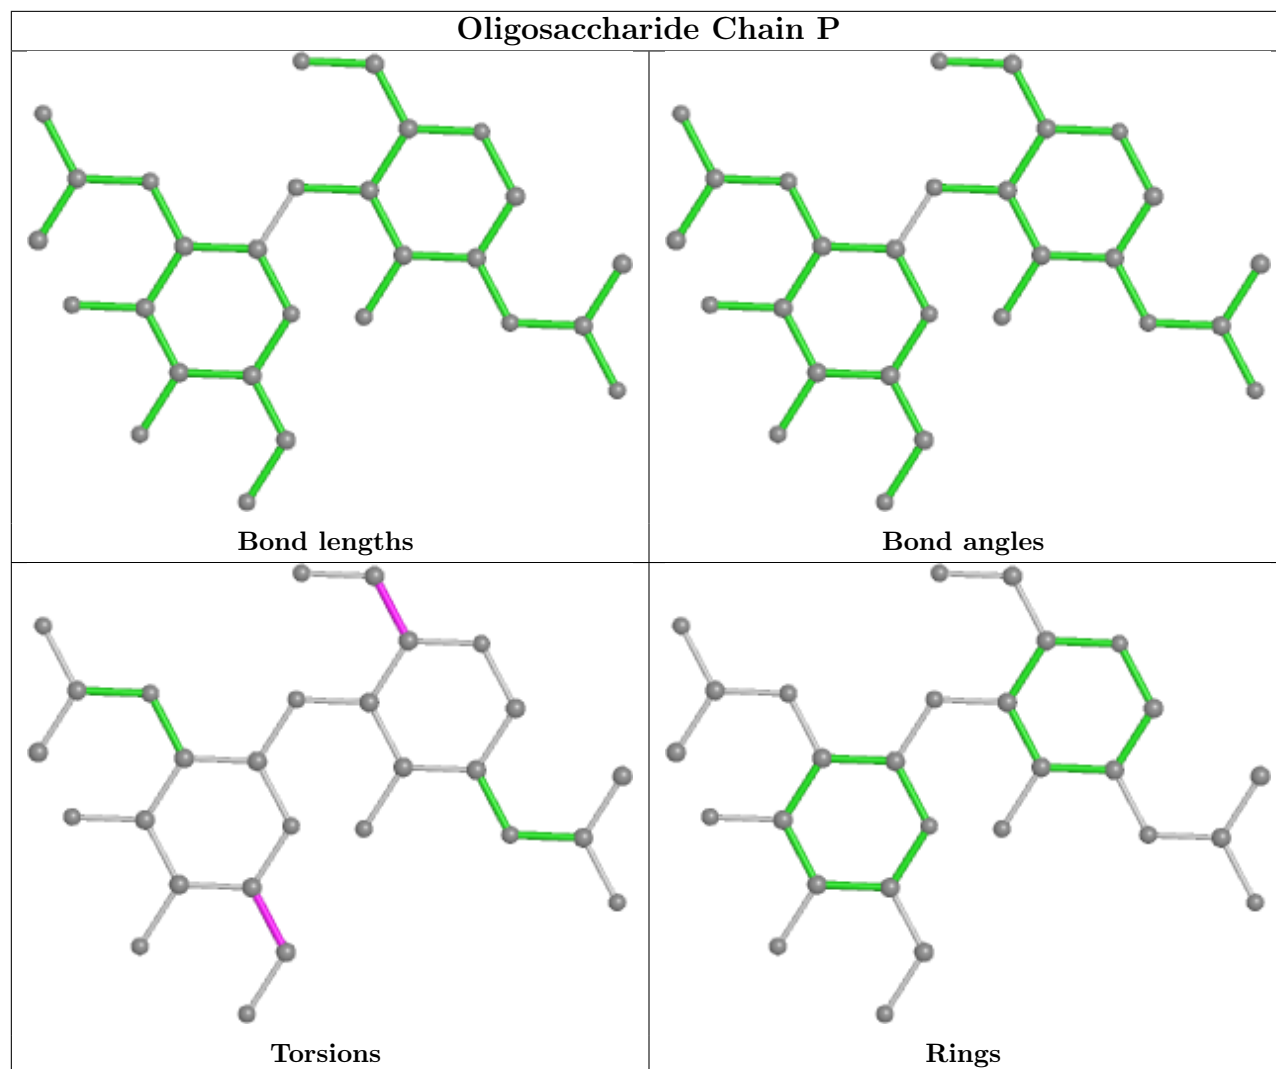 Oligosaccharide Chain P
Bond lengths
Bond angles
Torsions
Rings